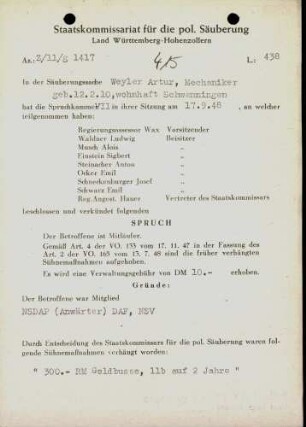 Staatskommissariat für die pol. Säuberung
Land Württemberg-Hohenzollern
Az.: 2/11/S 1417
4/5
L: 438
In der Säuberungssache Weyler Artur, Mechaniker
geb.12.2.10,wohnhaft Schwenningen
hat die Spruchkammer VII in ihrer Sitzung am 17.9.48 , an welcher
teilgenommen haben:
Regierungsassessor Wax Vorsitzender
Waldner Ludwig Beisitzer
Musch Alois „
Einstein Sigbert „
Steinacher Anton „
Osker Emil „
Schneckenburger Josef „
Schwarz Emil „
Reg.Angest. Hauer Vertreter des Staatskommissars
beschlossen und verkündet folgenden
SPRUCH
Der Betroffene ist Mitläufer.
Gemäß Art. 4 der VO. 133 vom 17. 11. 47 in der Fassung des
Art. 2 der VO. 165 vom 13. 7. 48 sind die früher verhängten
Sühnemaßnahmen aufgehoben.
Es wird eine Verwaltungsgebühr von DM 10.- erhoben.
Gründe:
Der Betroffene war Mitglied
NSDAP (Anwärter) DAF, NSV
Durch Entscheidung des Staatskommissars für die pol. Säuberung waren fol-
gende Sühnemaßnahmen verhängt worden:
" 300.- RM Geldbusse, 11b auf 2 Jahre "